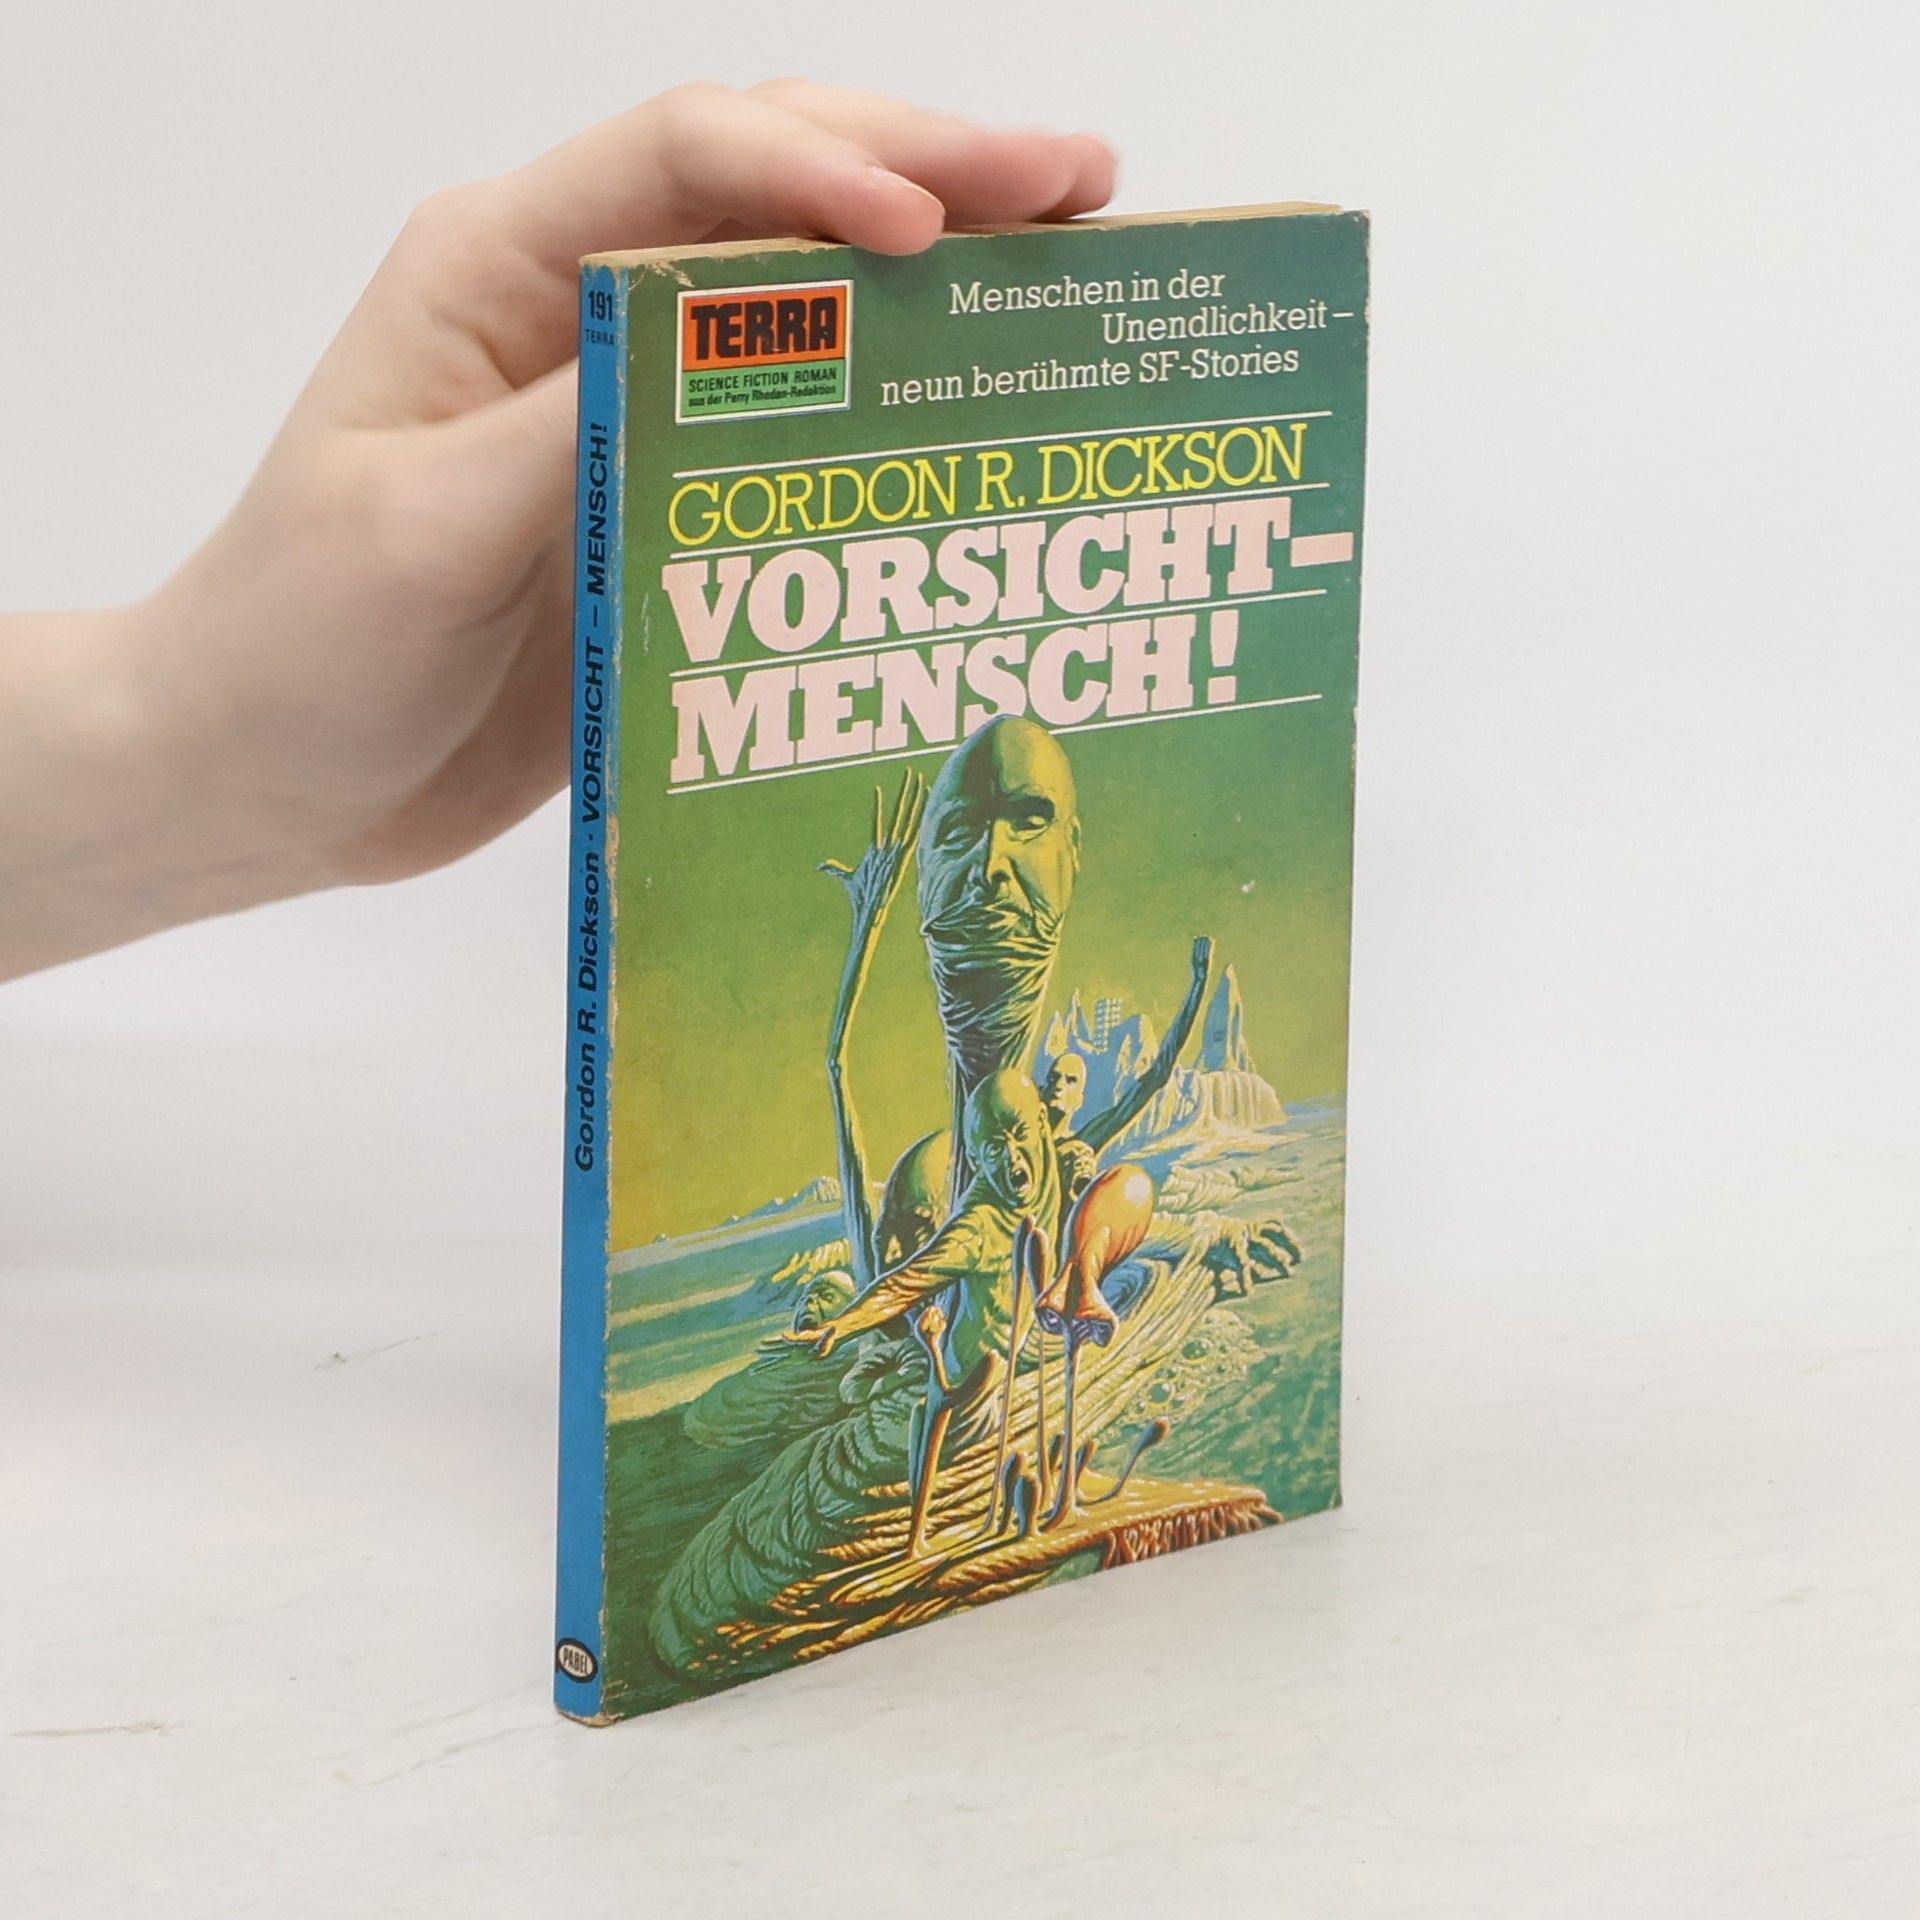 191
TERRA
Gordon R. Dickson · VORSICHT – MENSCH!
PABEL
TERRA
SCIENCE FICTION ROMAN
aus der Perry Rhodan-Redaktion
Menschen in der
Unendlichkeit –
neun berühmte SF-Stories
GORDON R. DICKSON
VORSICHT–
MENSCH!